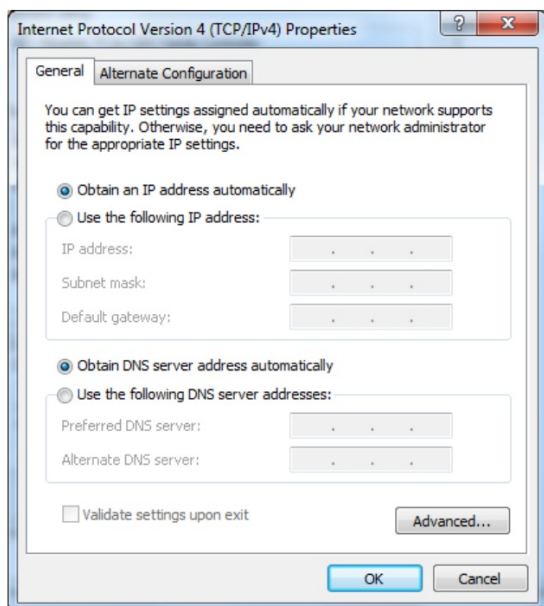 Internet Protocol Version 4 (TCP/IPv4) Properties
General
Alternate Configuration
You can get IP settings assigned automatically if your network supports
this capability. Otherwise, you need to ask your network administrator
for the appropriate IP settings.
Obtain an IP address automatically
Use the following IP address:
IP address:
Subnet mask:
Default gateway:
Obtain DNS server address automatically
Use the following DNS server addresses:
Preferred DNS server:
Alternate DNS server:
Validate settings upon exit
Advanced...
OK
Cancel